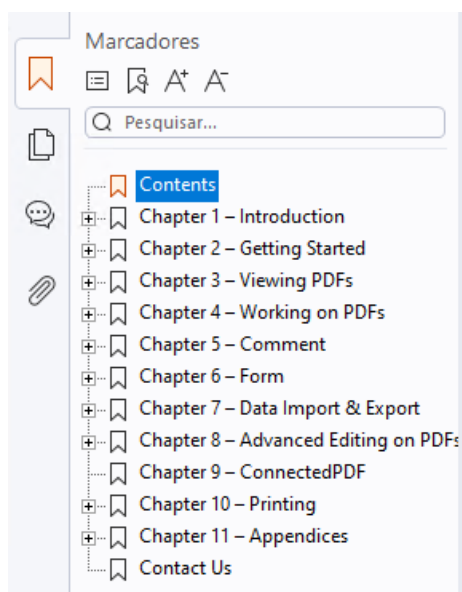 Marcadores
A+ A-
Pesquisar...
Contents
Chapter 1 – Introduction
Chapter 2 – Getting Started
Chapter 3 – Viewing PDFs
Chapter 4 – Working on PDFs
Chapter 5 – Comment
Chapter 6 – Form
Chapter 7 – Data Import & Export
Chapter 8 – Advanced Editing on PDFs
Chapter 9 – ConnectedPDF
Chapter 10 – Printing
Chapter 11 – Appendices
Contact Us